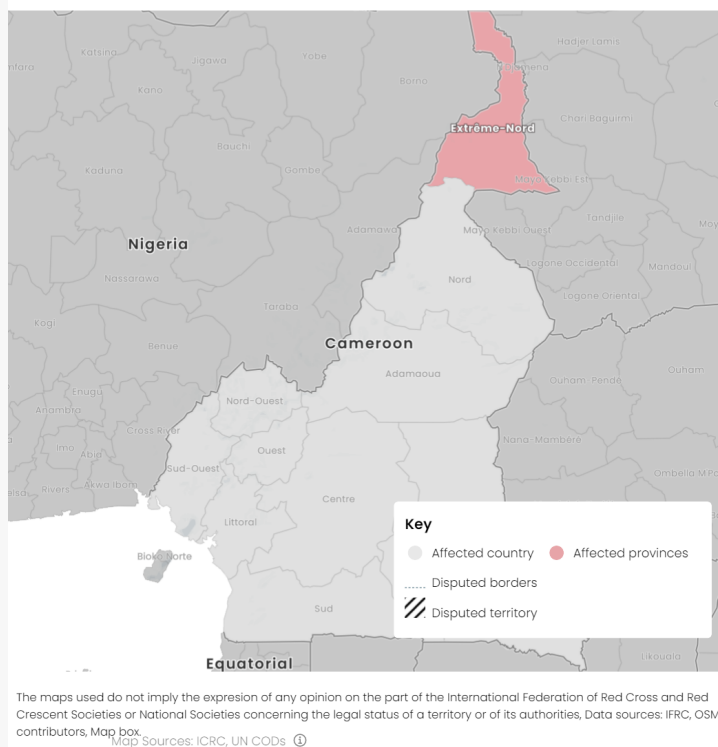 Hadjer Lamis
Katsina
Yobe
Jigawa
mfara
N'Djamena
Borno
Kano
Chari Baguirmi
Extrême-Nord
Bauchi
Kaduna
Gombe
Mayo Kebbi Est
Tandjile
Moy
Adamawa
Mayo Kebbi Ouest
Nigeria
Logone Occidental
Mandoul
Nassarawa
Nord
Logone Oriental
Taraba
Kogi
Cameroon
Benue
Ouham
Adamaoua
Ouham Pendé
Enugu
Nord-Ouest
Anambra
Cross River
Nana-Mambéré
Imo
Abia
Ouest
Sud-Ouest
Ombella M'Po
elsa
Rivers
Akwa Ibom
Centre
Littoral
Key
Affected country
Affected provinces
Bioko Norte
Disputed borders
Sud
Disputed territory
Likouala
Equatorial
The maps used do not imply the expresion of any opinion on the part of the International Federation of Red Cross and Red
Crescent Societies or National Societies concerning the legal status of a territory or of its authorities, Data sources: IFRC, OSM
contributors, Map box.
Map Sources: ICRC, UN CODs